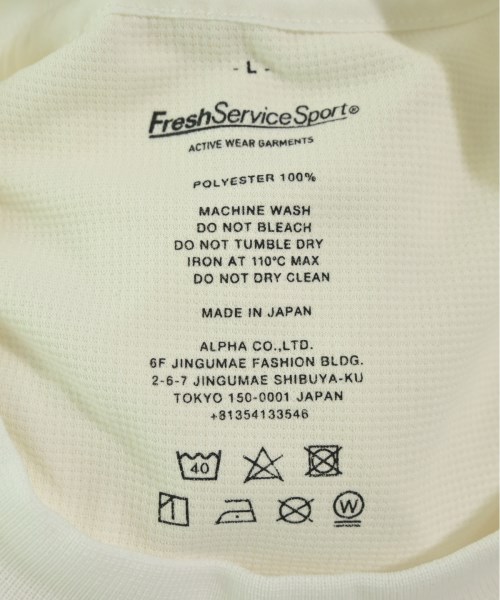 - L -
FreshServiceSport®
ACTIVE WEAR GARMENTS
POLYESTER 100%
MACHINE WASH
DO NOT BLEACH
DO NOT TUMBLE DRY
IRON AT 110°C MAX
DO NOT DRY CLEAN
MADE IN JAPAN
ALPHA CO.,LTD.
6F JINGUMAE FASHION BLDG.
2-6-7 JINGUMAE SHIBUYA-KU
TOKYO 150-0001 JAPAN
+81354133546
40
W